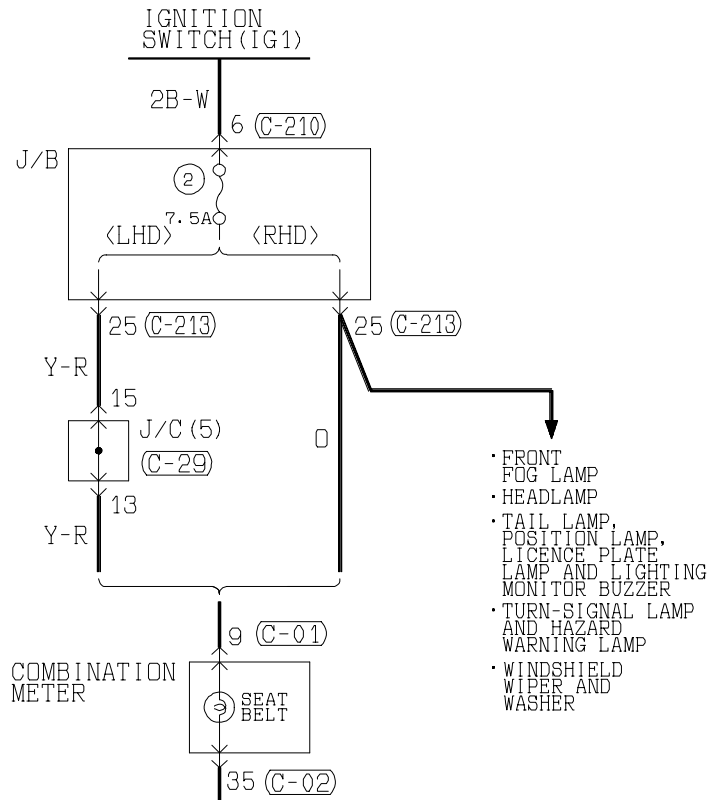 IGNITION
SWITCH(IG1)
2B-W
6 (C-210)
J/B
2
7.5A
<LHD> <RHD>
25 (C-213)
25 (C-213)
Y-R
15
J/C(5)
(C-29)
O
13
Y-R
・FRONT
FOG LAMP
・HEADLAMP
・TAIL LAMP,
POSITION LAMP,
LICENCE PLATE
LAMP AND LIGHTING
MONITOR BUZZER
・TURN-SIGNAL LAMP
AND HAZARD
WARNING LAMP
・WINDSHIELD
WIPER AND
WASHER
9 (C-01)
COMBINATION
METER
SEAT
BELT
35 (C-02)